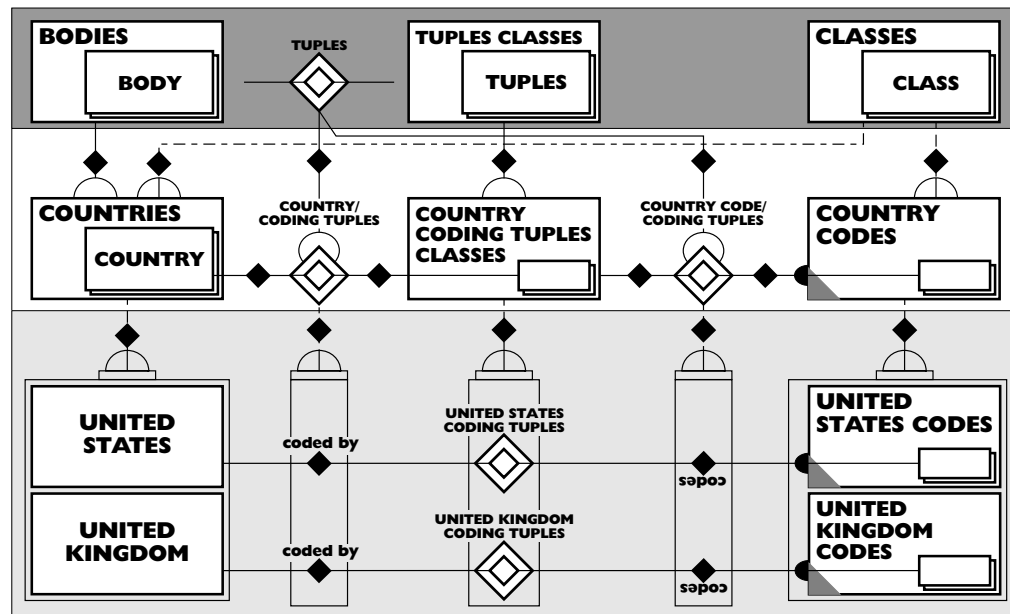 BODIES
BODY
TUPLES
TUPLES CLASSES
TUPLES
CLASSES
CLASS
COUNTRIES
COUNTRY
COUNTRY/
CODING TUPLES
COUNTRY
CODING TUPLES
CLASSES
COUNTRY CODE/
CODING TUPLES
COUNTRY
CODES
UNITED
STATES
coded by
UNITED STATES
CODING TUPLES
codes
UNITED
STATES CODES
UNITED
KINGDOM
coded by
UNITED KINGDOM
CODING TUPLES
codes
UNITED
KINGDOM
CODES